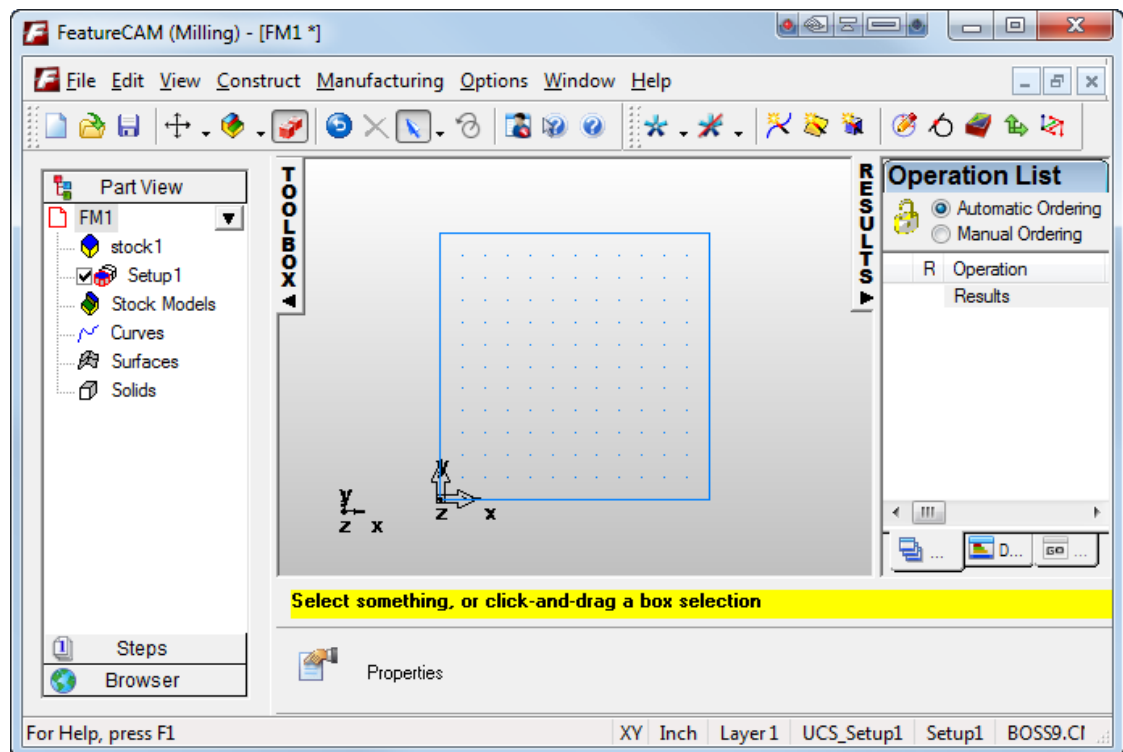 FeatureCAM (Milling) - [FM1 *]
File Edit View Construct Manufacturing Options Window Help
Part View
FM1
stock1
Setup1
Stock Models
Curves
Surfaces
Solids
Steps
Browser
TOOLBOX
y
z x
y
z x
RESULTS
Operation List
Automatic Ordering
Manual Ordering
R Operation
Results
... D... GO ...
Select something, or click-and-drag a box selection
Properties
For Help, press F1 XY Inch Layer 1 UCS_Setup1 Setup1 BOSS9.CI